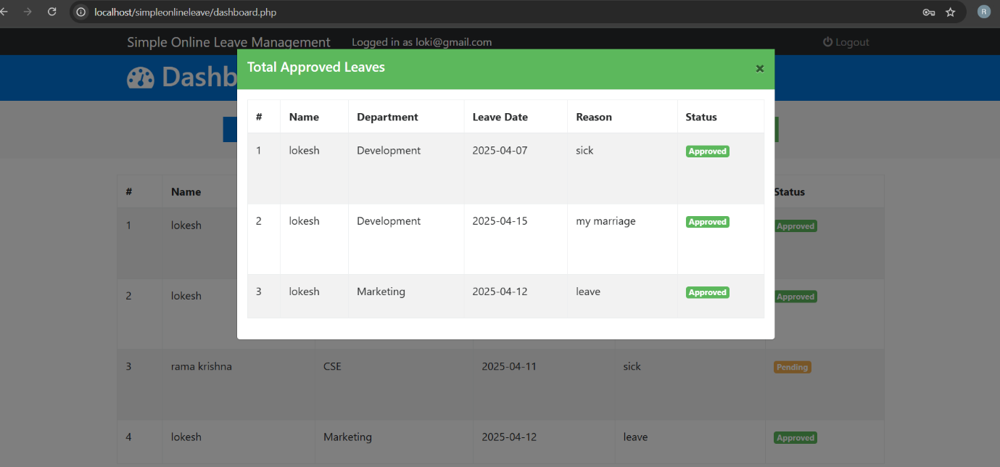 localhost/simpleonlineleave/dashboard.php
R
Simple Online Leave Management Logged in as loki@gmail.com Logout
Total Approved Leaves ×
Dashb
# Name Department Leave Date Reason Status
1 lokesh Development 2025-04-07 sick Approved
2 lokesh Development 2025-04-15 my marriage Approved
3 lokesh Marketing 2025-04-12 leave Approved
# Name Status
1 lokesh Approved
2 lokesh Approved
3 rama krishna CSE 2025-04-11 sick Pending
4 lokesh Marketing 2025-04-12 leave Approved